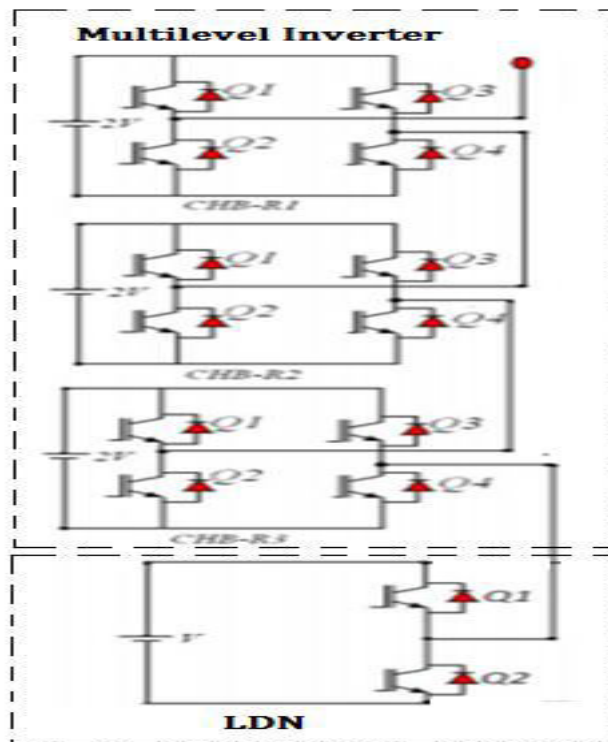 Multilevel Inverter
Q1
Q3
2V
Q2
Q4
CHB-R1
Q1
Q3
2V
Q2
Q4
CHB-R2
Q1
Q3
2V
Q2
Q4
CHB-R3
Q1
V
Q2
LDN